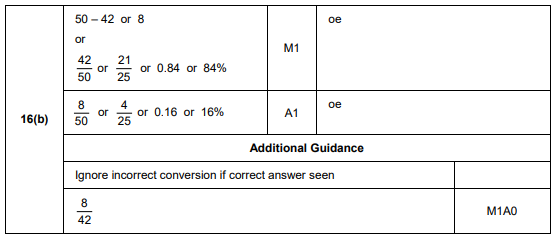 16(b)
50 – 42 or 8
or
42/50 or 21/25 or 0.84 or 84%
M1
oe
8/50 or 4/25 or 0.16 or 16%
A1
oe
Additional Guidance
Ignore incorrect conversion if correct answer seen
8/42
M1A0